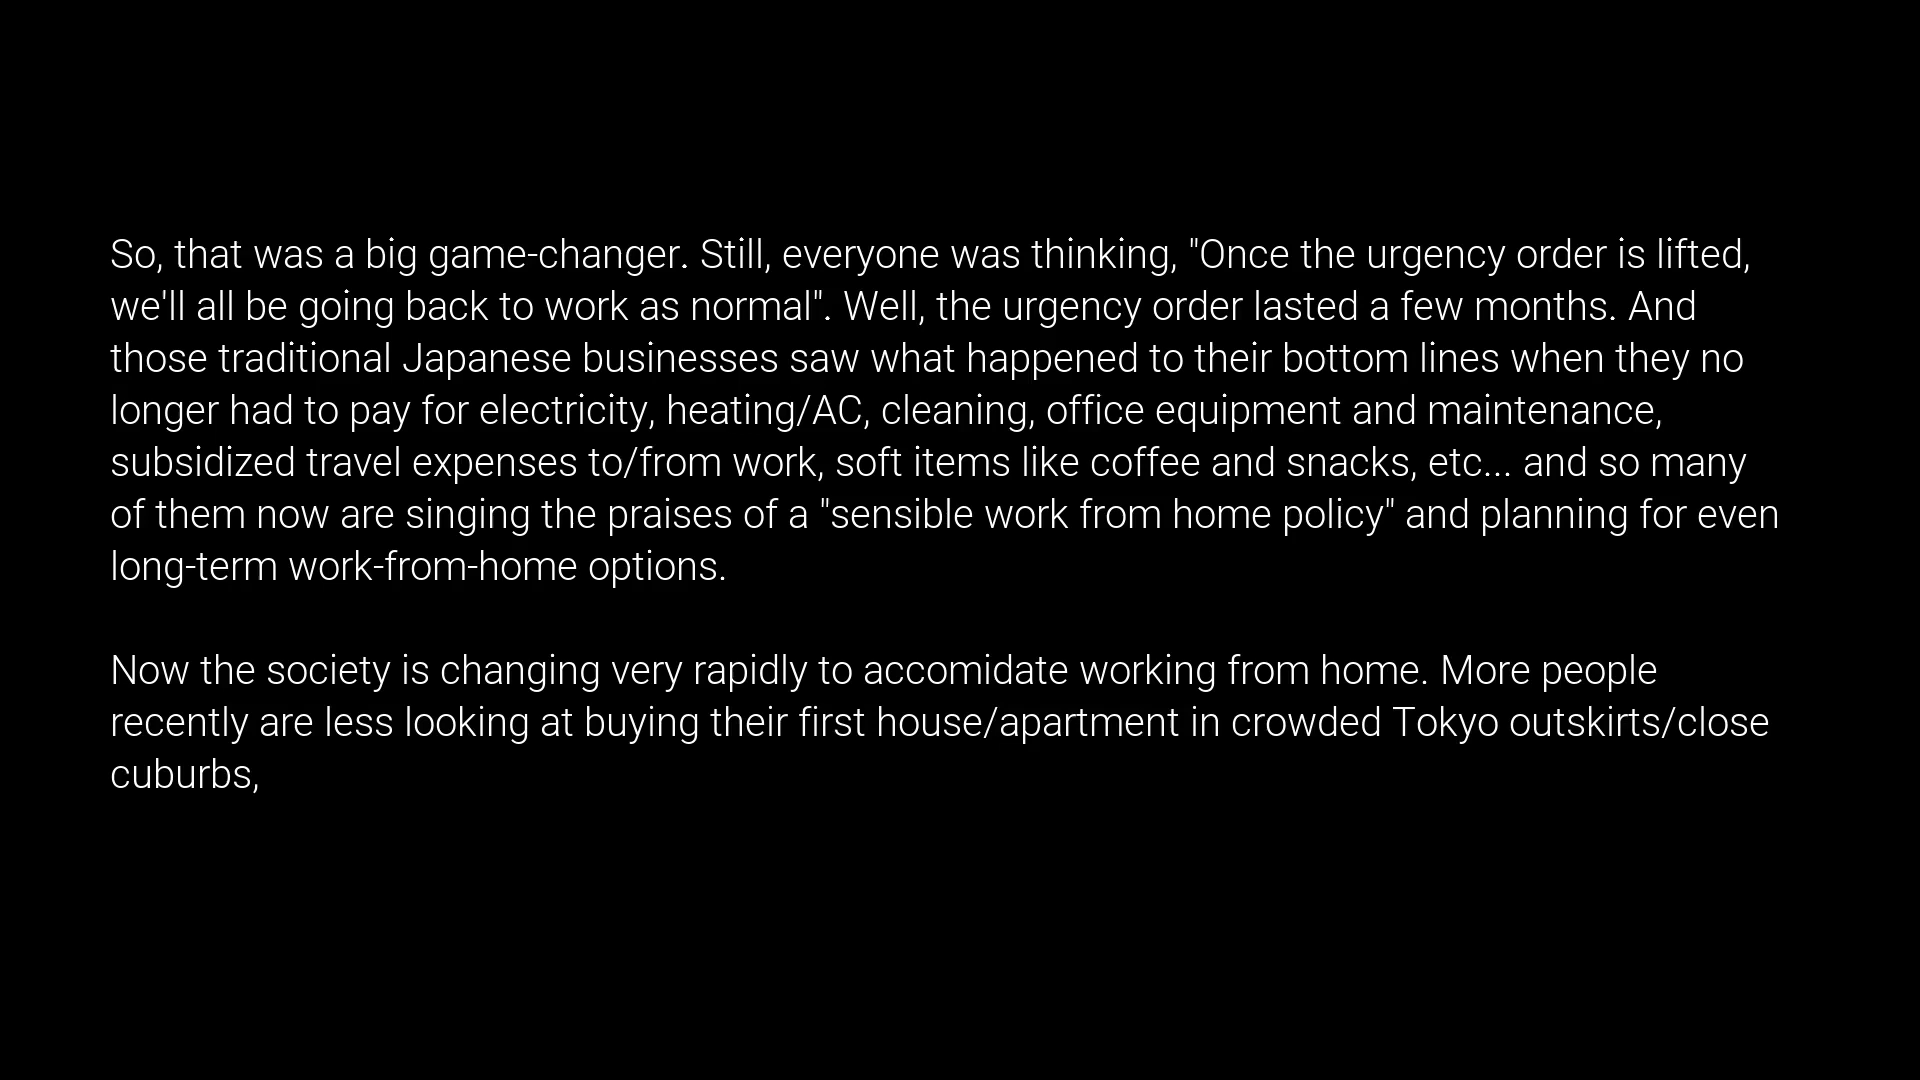 So, that was a big game-changer. Still, everyone was thinking, "Once the urgency order is lifted,
we'll all be going back to work as normal". Well, the urgency order lasted a few months. And
those traditional Japanese businesses saw what happened to their bottom lines when they no
longer had to pay for electricity, heating/AC, cleaning, office equipment and maintenance,
subsidized travel expenses to/from work, soft items like coffee and snacks, etc... and so many
of them now are singing the praises of a "sensible work from home policy" and planning for even
long-term work-from-home options.
Now the society is changing very rapidly to accomidate working from home. More people
recently are less looking at buying their first house/apartment in crowded Tokyo outskirts/close
cuburbs,